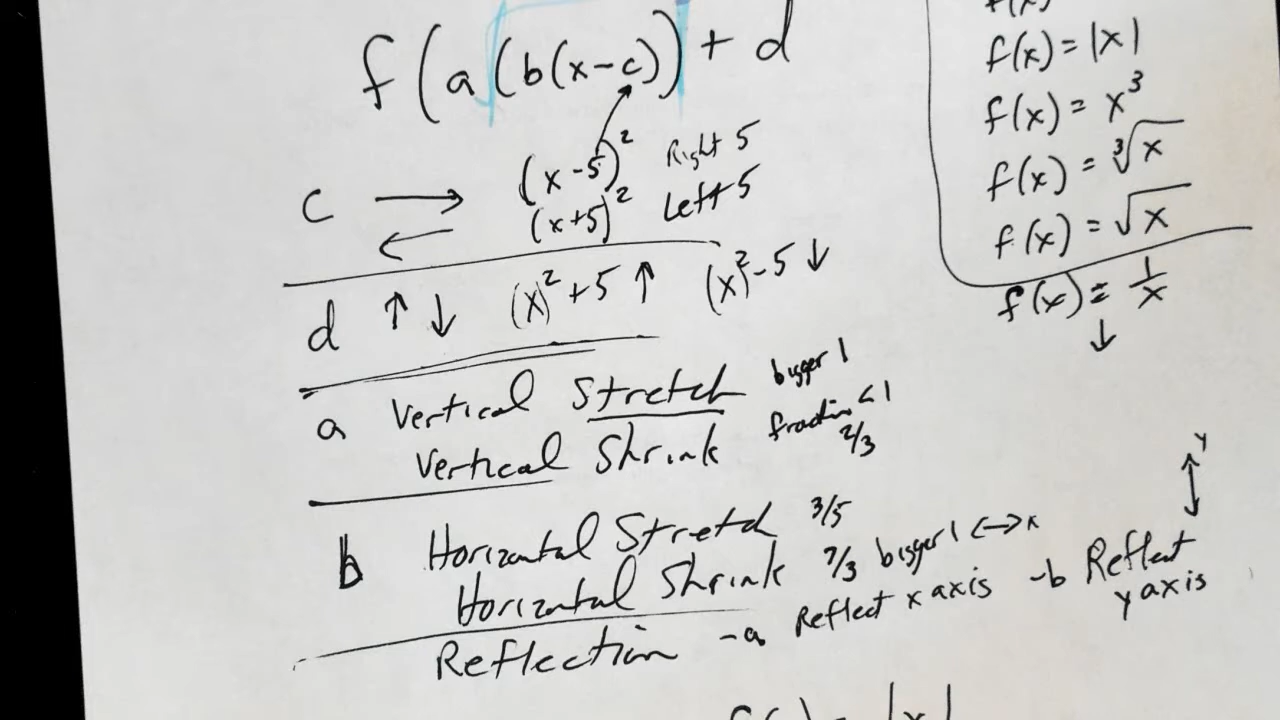 f(a(b(x-c)) + d
c → (x-5)² Right 5
← (x+5)² Left 5
d ↑ ↓ (x)²+5 ↑ (x)²-5 ↓
a Vertical Stretch bigger 1
Vertical Shrink fraction < 1
2/3
b Horizontal Stretch 3/5
Horizontal Shrink 7/3 bigger 1 ↔ x
Reflection -a Reflect x axis -b Reflect
y axis
y
↕
f(x)
f(x) = |x|
f(x) = x³
f(x) = ∛x
f(x) = √x
f(x) = 1/x
↓
f( ) = |x|